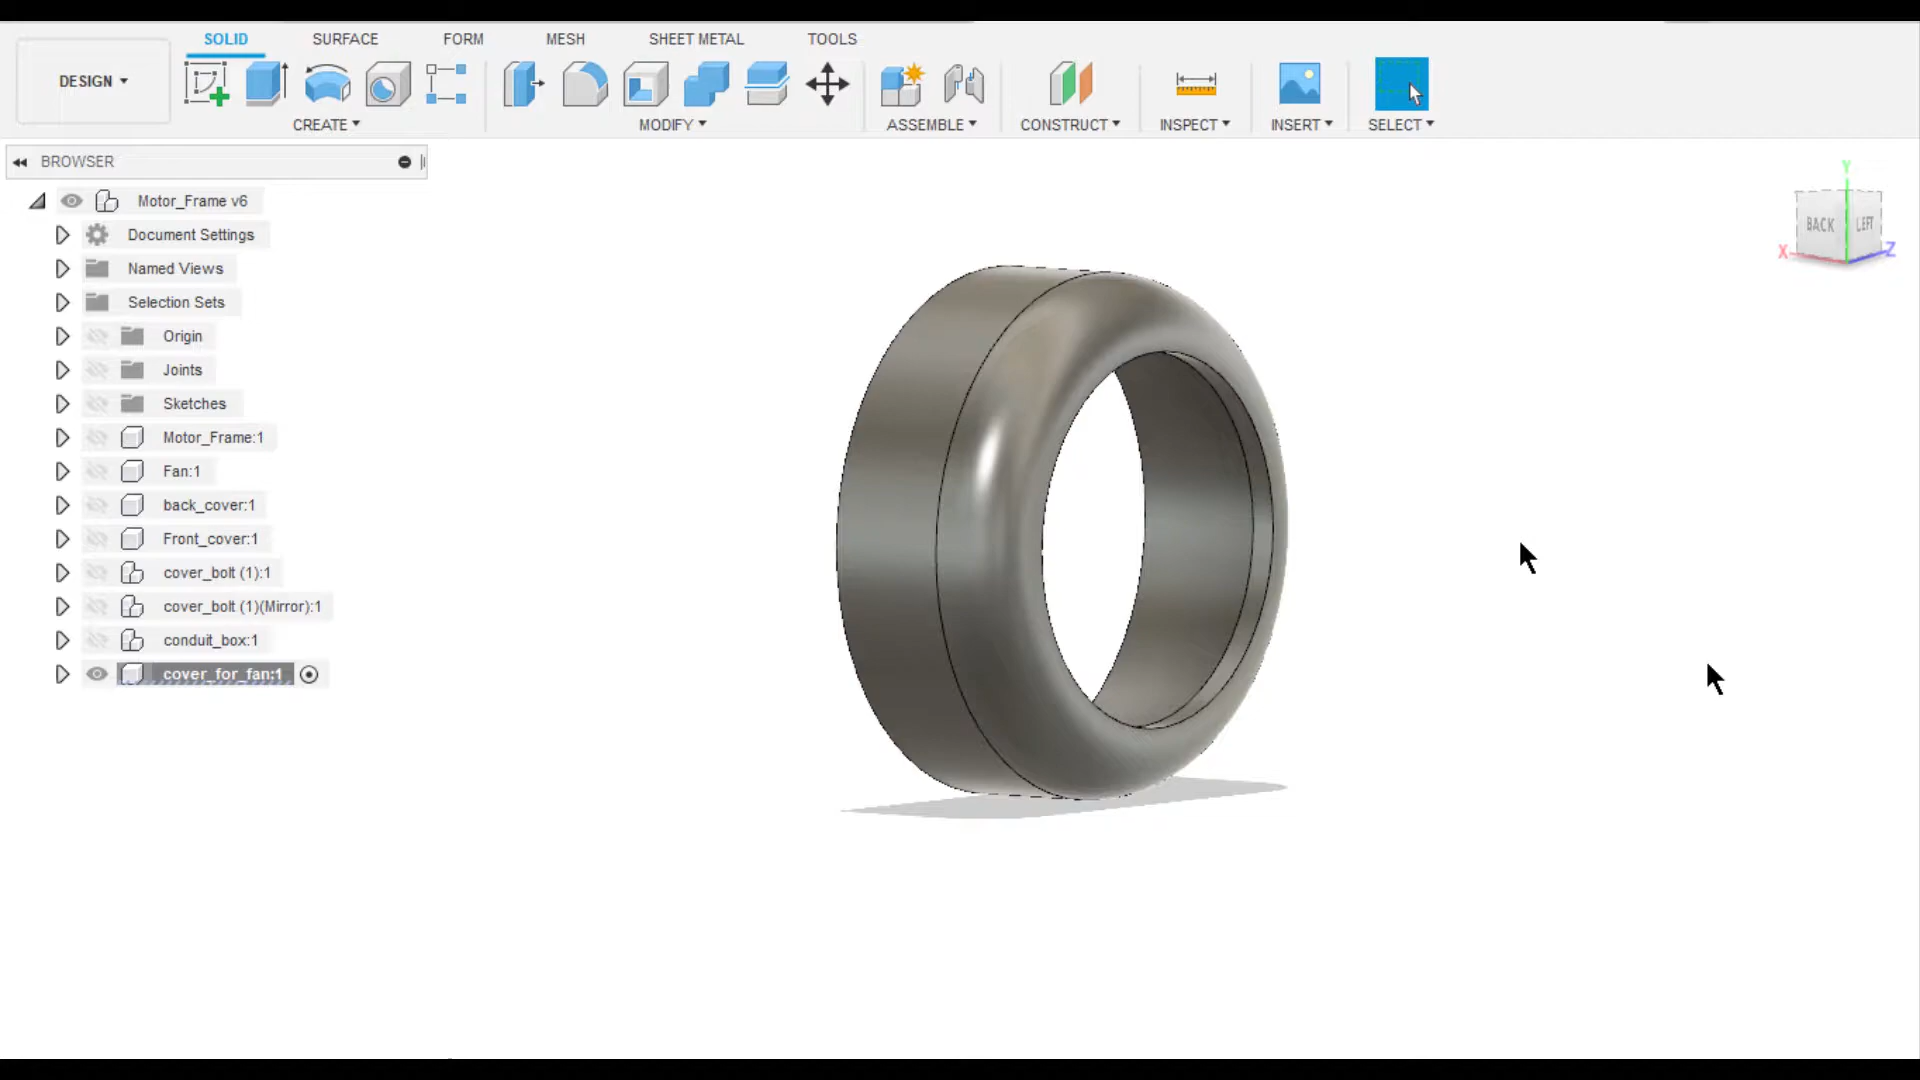 SOLID SURFACE FORM MESH SHEET METAL TOOLS
DESIGN
CREATE MODIFY ASSEMBLE CONSTRUCT INSPECT INSERT SELECT
BROWSER
Motor_Frame v6
Document Settings
Named Views
Selection Sets
Origin
Joints
Sketches
Motor_Frame:1
Fan:1
back_cover:1
Front_cover:1
cover_bolt (1):1
cover_bolt (1)(Mirror):1
conduit_box:1
cover_for_fan:1
Y
BACK LEFT
X Z